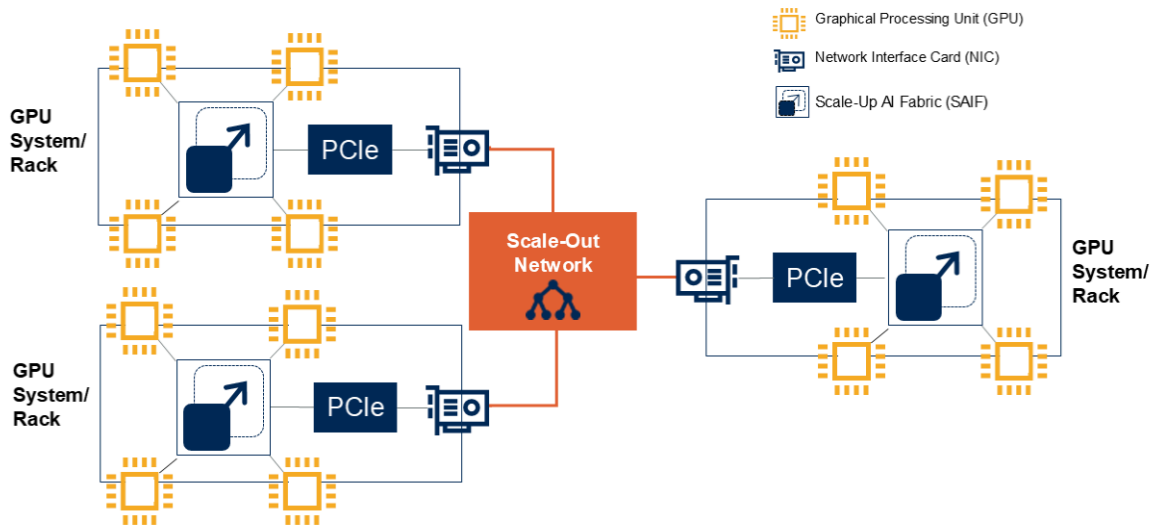 Graphical Processing Unit (GPU)
Network Interface Card (NIC)
Scale-Up AI Fabric (SAIF)
GPU
System/
Rack
PCIe
Scale-Out
Network
PCIe
GPU
System/
Rack
GPU
System/
Rack
PCIe